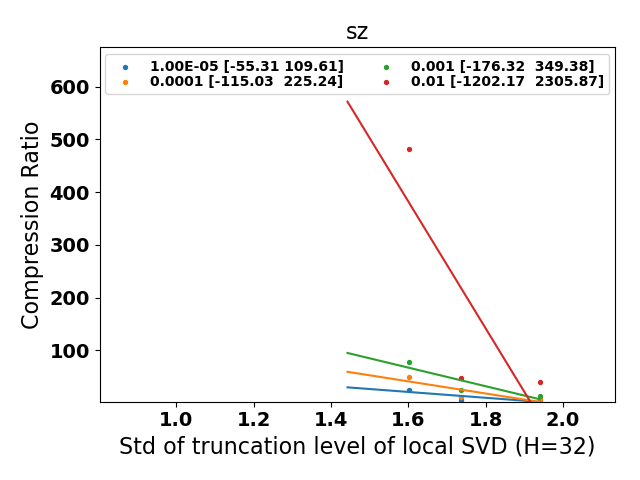 sz
1.00E-05 [-55.31 109.61]
0.0001 [-115.03  225.24]
0.001 [-176.32  349.38]
0.01 [-1202.17  2305.87]
600
500
400
300
200
100
Compression Ratio
1.0 1.2 1.4 1.6 1.8 2.0
Std of truncation level of local SVD (H=32)